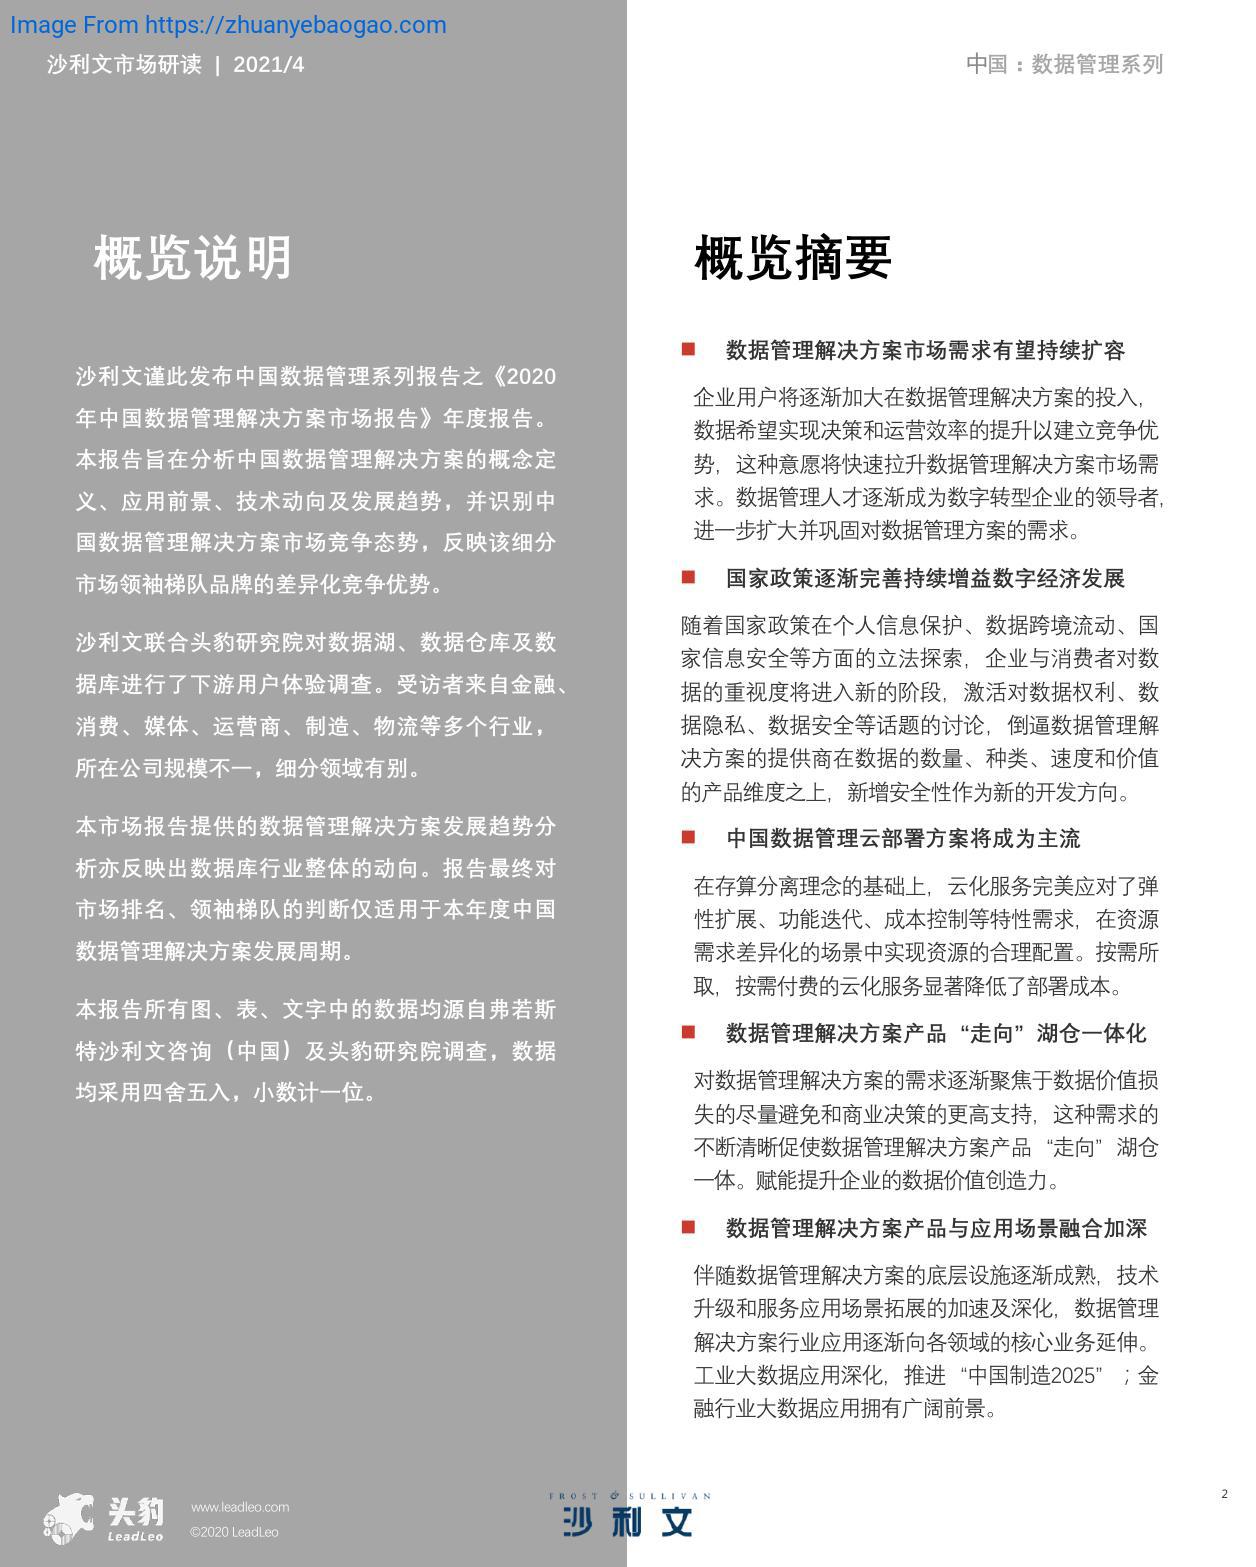 Image From https://zhuanyebaogao.com
沙利文市场研读 | 2021/4
中国：数据管理系列
概览说明
沙利文谨此发布中国数据管理系列报告之《2020
年中国数据管理解决方案市场报告》年度报告。
本报告旨在分析中国数据管理解决方案的概念定
义、应用前景、技术动向及发展趋势，并识别中
国数据管理解决方案市场竞争态势，反映该细分
市场领袖梯队品牌的差异化竞争优势。
沙利文联合头豹研究院对数据湖、数据仓库及数
据库进行了下游用户体验调查。受访者来自金融、
消费、媒体、运营商、制造、物流等多个行业，
所在公司规模不一，细分领域有别。
本市场报告提供的数据管理解决方案发展趋势分
析亦反映出数据库行业整体的动向。报告最终对
市场排名、领袖梯队的判断仅适用于本年度中国
数据管理解决方案发展周期。
本报告所有图、表、文字中的数据均源自弗若斯
特沙利文咨询（中国）及头豹研究院调查，数据
均采用四舍五入，小数计一位。
概览摘要
■ 数据管理解决方案市场需求有望持续扩容
企业用户将逐渐加大在数据管理解决方案的投入，
数据希望实现决策和运营效率的提升以建立竞争优
势，这种意愿将快速拉升数据管理解决方案市场需
求。数据管理人才逐渐成为数字转型企业的领导者，
进一步扩大并巩固对数据管理方案的需求。
■ 国家政策逐渐完善持续增益数字经济发展
随着国家政策在个人信息保护、数据跨境流动、国
家信息安全等方面的立法探索，企业与消费者对数
据的重视度将进入新的阶段，激活对数据权利、数
据隐私、数据安全等话题的讨论，倒逼数据管理解
决方案的提供商在数据的数量、种类、速度和价值
的产品维度之上，新增安全性作为新的开发方向。
■ 中国数据管理云部署方案将成为主流
在存算分离理念的基础上，云化服务完美应对了弹
性扩展、功能迭代、成本控制等特性需求，在资源
需求差异化的场景中实现资源的合理配置。按需所
取，按需付费的云化服务显著降低了部署成本。
■ 数据管理解决方案产品“走向”湖仓一体化
对数据管理解决方案的需求逐渐聚焦于数据价值损
失的尽量避免和商业决策的更高支持，这种需求的
不断清晰促使数据管理解决方案产品“走向”湖仓
一体。赋能提升企业的数据价值创造力。
■ 数据管理解决方案产品与应用场景融合加深
伴随数据管理解决方案的底层设施逐渐成熟，技术
升级和服务应用场景拓展的加速及深化，数据管理
解决方案行业应用逐渐向各领域的核心业务延伸。
工业大数据应用深化，推进“中国制造2025”；金
融行业大数据应用拥有广阔前景。
头豹
LeadLeo
www.leadleo.com
©2020 LeadLeo
FROST & SULLIVAN
沙利文
2